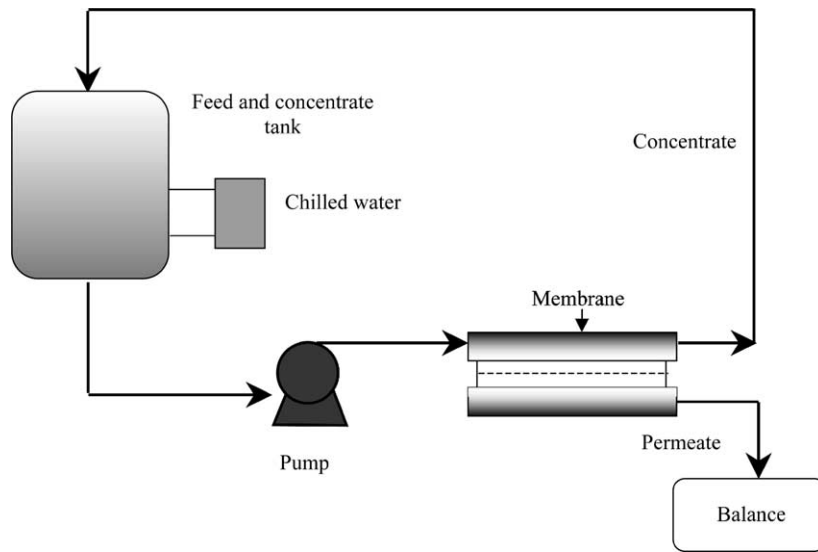 Feed and concentrate
tank
Concentrate
Chilled water
Membrane
Permeate
Pump
Balance